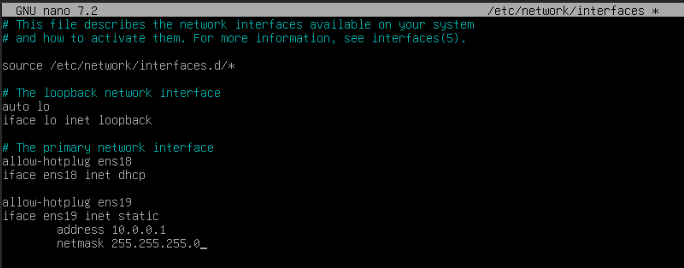 GNU nano 7.2 /etc/network/interfaces *
# This file describes the network interfaces available on your system
# and how to activate them. For more information, see interfaces(5).
source /etc/network/interfaces.d/*
# The loopback network interface
auto lo
iface lo inet loopback
# The primary network interface
allow-hotplug ens18
iface ens18 inet dhcp
allow-hotplug ens19
iface ens19 inet static
address 10.0.0.1
netmask 255.255.255.0_